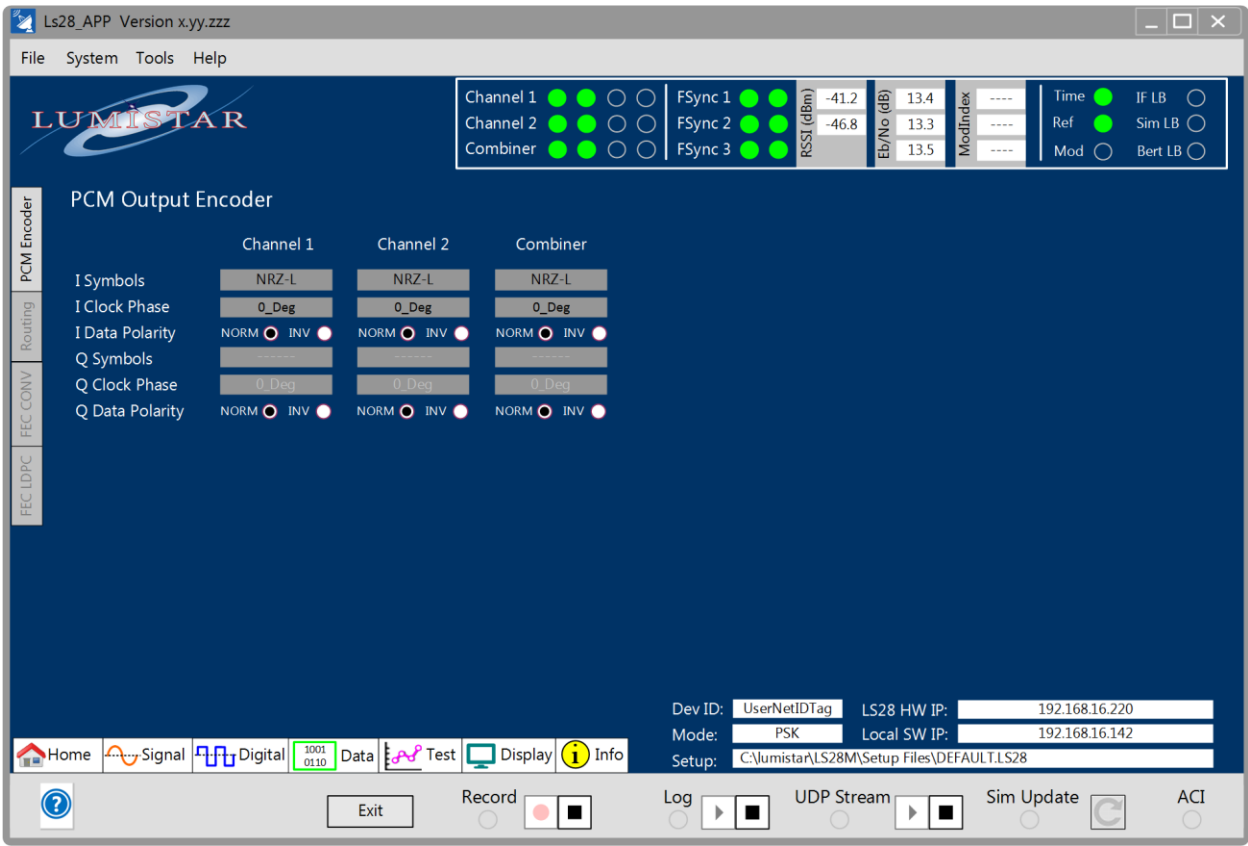 Ls28_APP Version x.yy.zzz
File System Tools Help
LUMISTAR
Channel 1 FSync 1 RSSI (dBm) -41.2 Eb/No (dB) 13.4 ModIndex ---- Time IF LB
Channel 2 FSync 2 -46.8 13.3 ---- Ref Sim LB
Combiner FSync 3 13.5 ---- Mod Bert LB
PCM Encoder
Routing
FEC CONV
FEC LDPC
PCM Output Encoder
Channel 1 Channel 2 Combiner
I Symbols NRZ-L NRZ-L NRZ-L
I Clock Phase 0_Deg 0_Deg 0_Deg
I Data Polarity NORM INV NORM INV NORM INV
Q Symbols ------ ------ ------
Q Clock Phase 0_Deg 0_Deg 0_Deg
Q Data Polarity NORM INV NORM INV NORM INV
Dev ID: UserNetIDTag LS28 HW IP: 192.168.16.220
Mode: PSK Local SW IP: 192.168.16.142
Setup: C:\lumistar\LS28M\Setup Files\DEFAULT.LS28
Home Signal Digital 1001 0110 Data Test Display i Info
? Exit Record Log UDP Stream Sim Update ACI